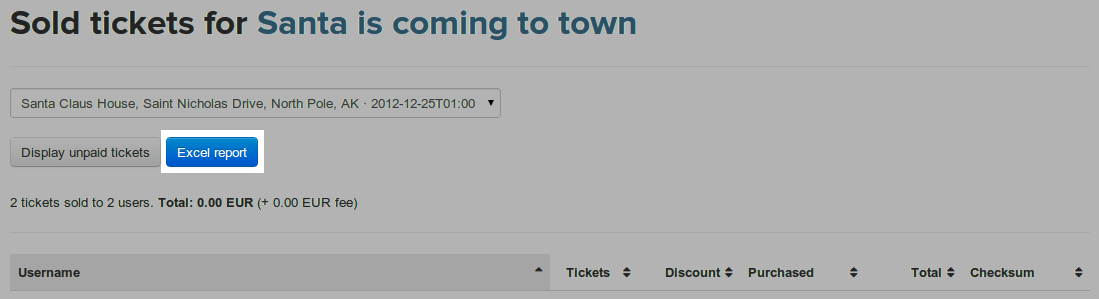 Sold tickets for Santa is coming to town
Santa Claus House, Saint Nicholas Drive, North Pole, AK · 2012-12-25T01:00
Display unpaid tickets Excel report
2 tickets sold to 2 users. Total: 0.00 EUR (+ 0.00 EUR fee)
Username Tickets Discount Purchased Total Checksum